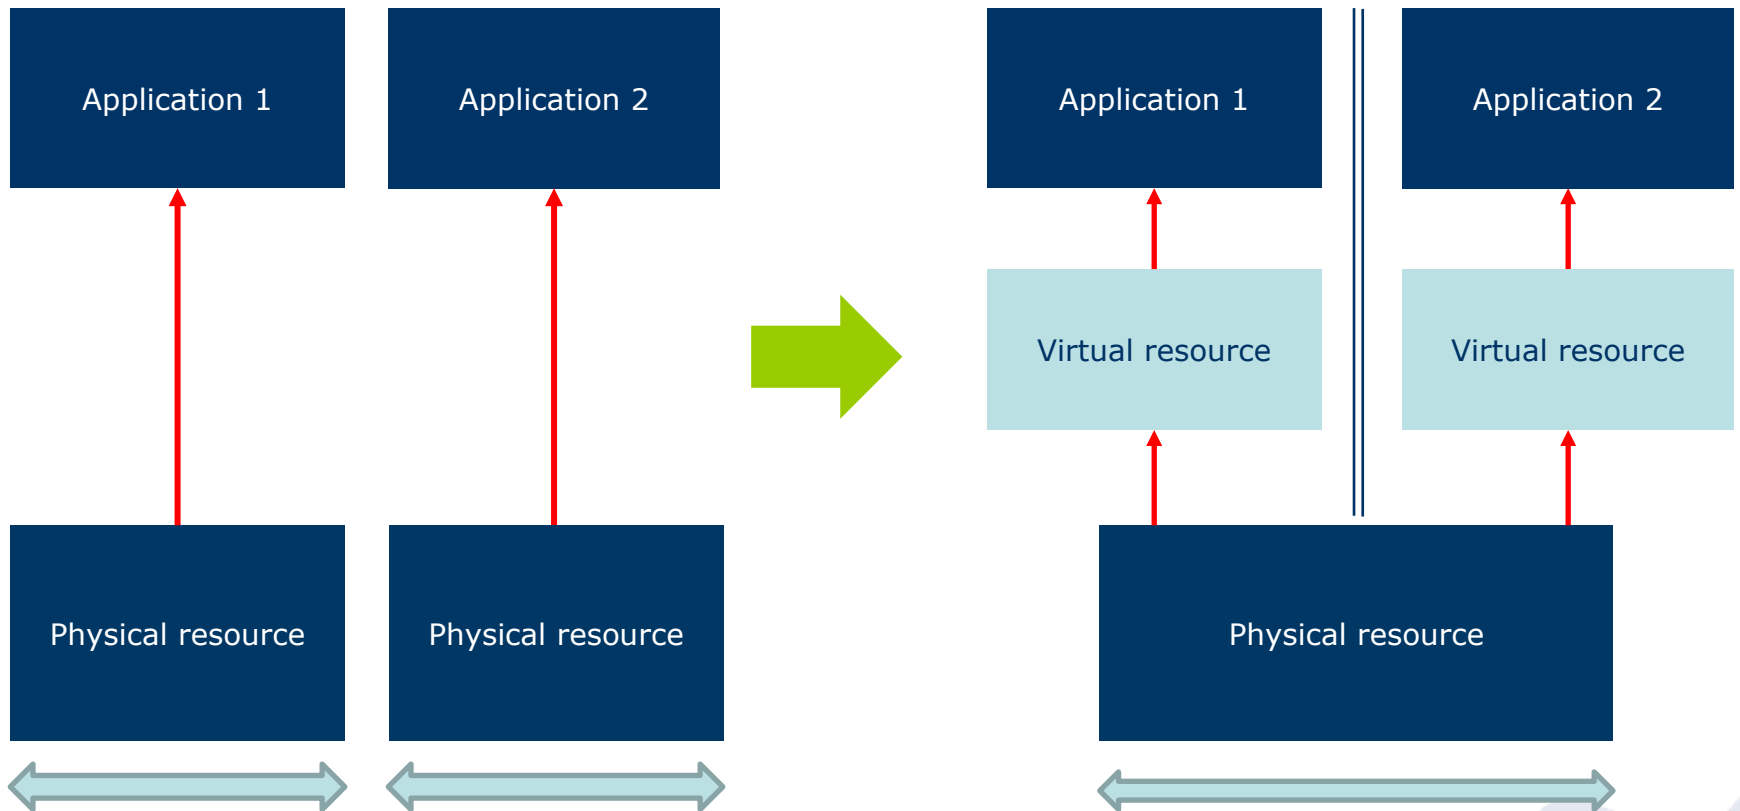 Application 1
Application 2
Application 1
Application 2
Virtual resource
Virtual resource
Physical resource
Physical resource
Physical resource